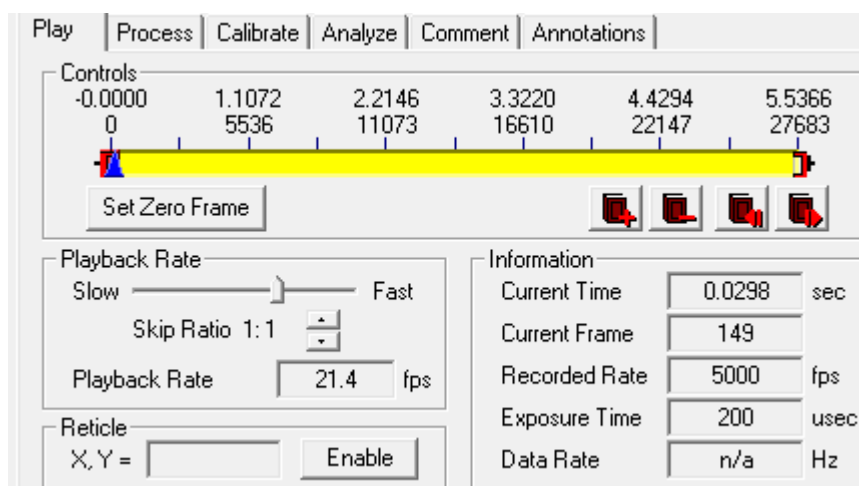 Play Process Calibrate Analyze Comment Annotations
Controls
-0.0000 1.1072 2.2146 3.3220 4.4294 5.5366
0 5536 11073 16610 22147 27683
Set Zero Frame
Playback Rate
Slow Fast
Skip Ratio 1:1
Playback Rate 21.4 fps
Reticle
X, Y = Enable
Information
Current Time 0.0298 sec
Current Frame 149
Recorded Rate 5000 fps
Exposure Time 200 usec
Data Rate n/a Hz